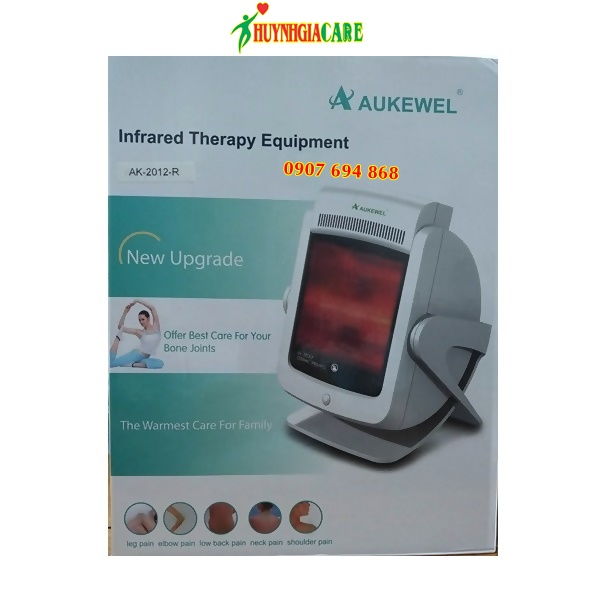 HUYNHGIACARE
AUKEWEL®
Infrared Therapy Equipment
0907 694 868
AK-2012-R
AUKEWEL
New Upgrade
Offer Best Care For Your
Bone Joints
The Warmest Care For Family
leg pain elbow pain low back pain neck pain shoulder pain